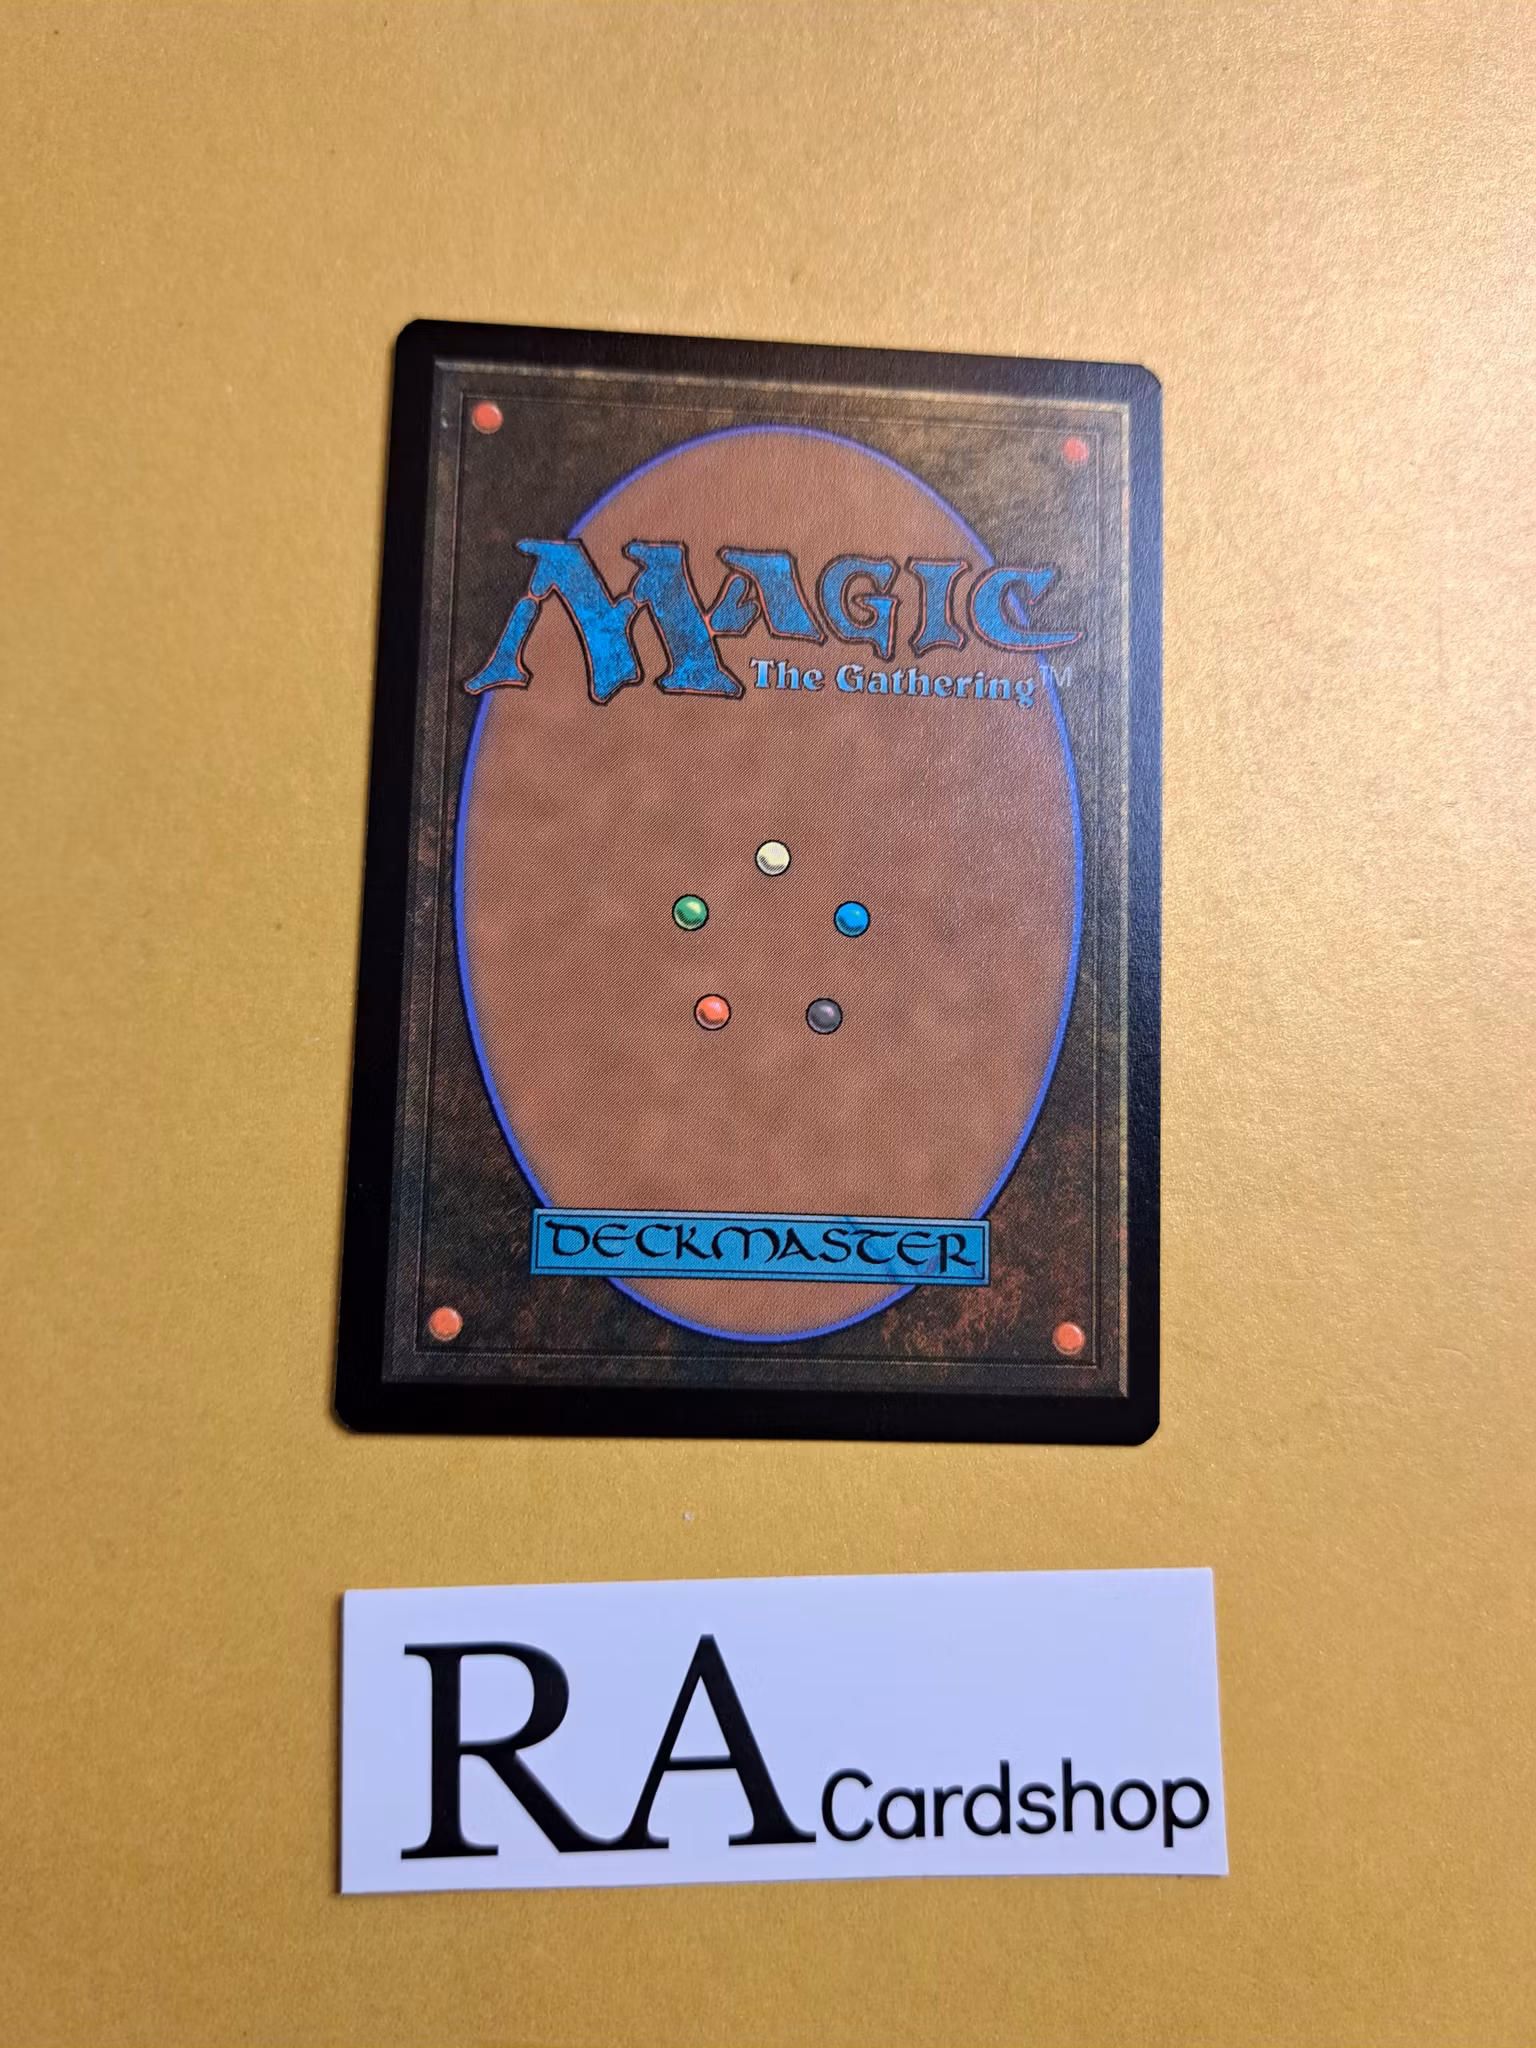 MAGIC
The Gathering™
DECKMASTER
RA Cardshop